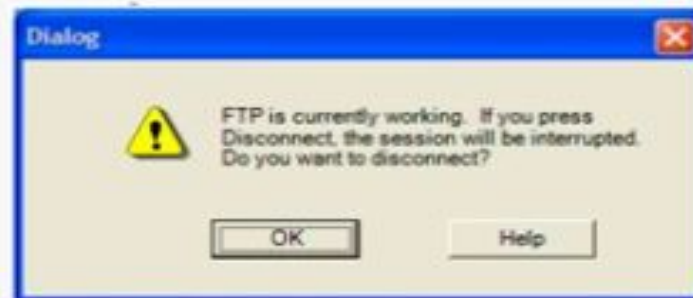 Dialog
FTP is currently working. If you press
Disconnect, the session will be interrupted.
Do you want to disconnect?
OK
Help